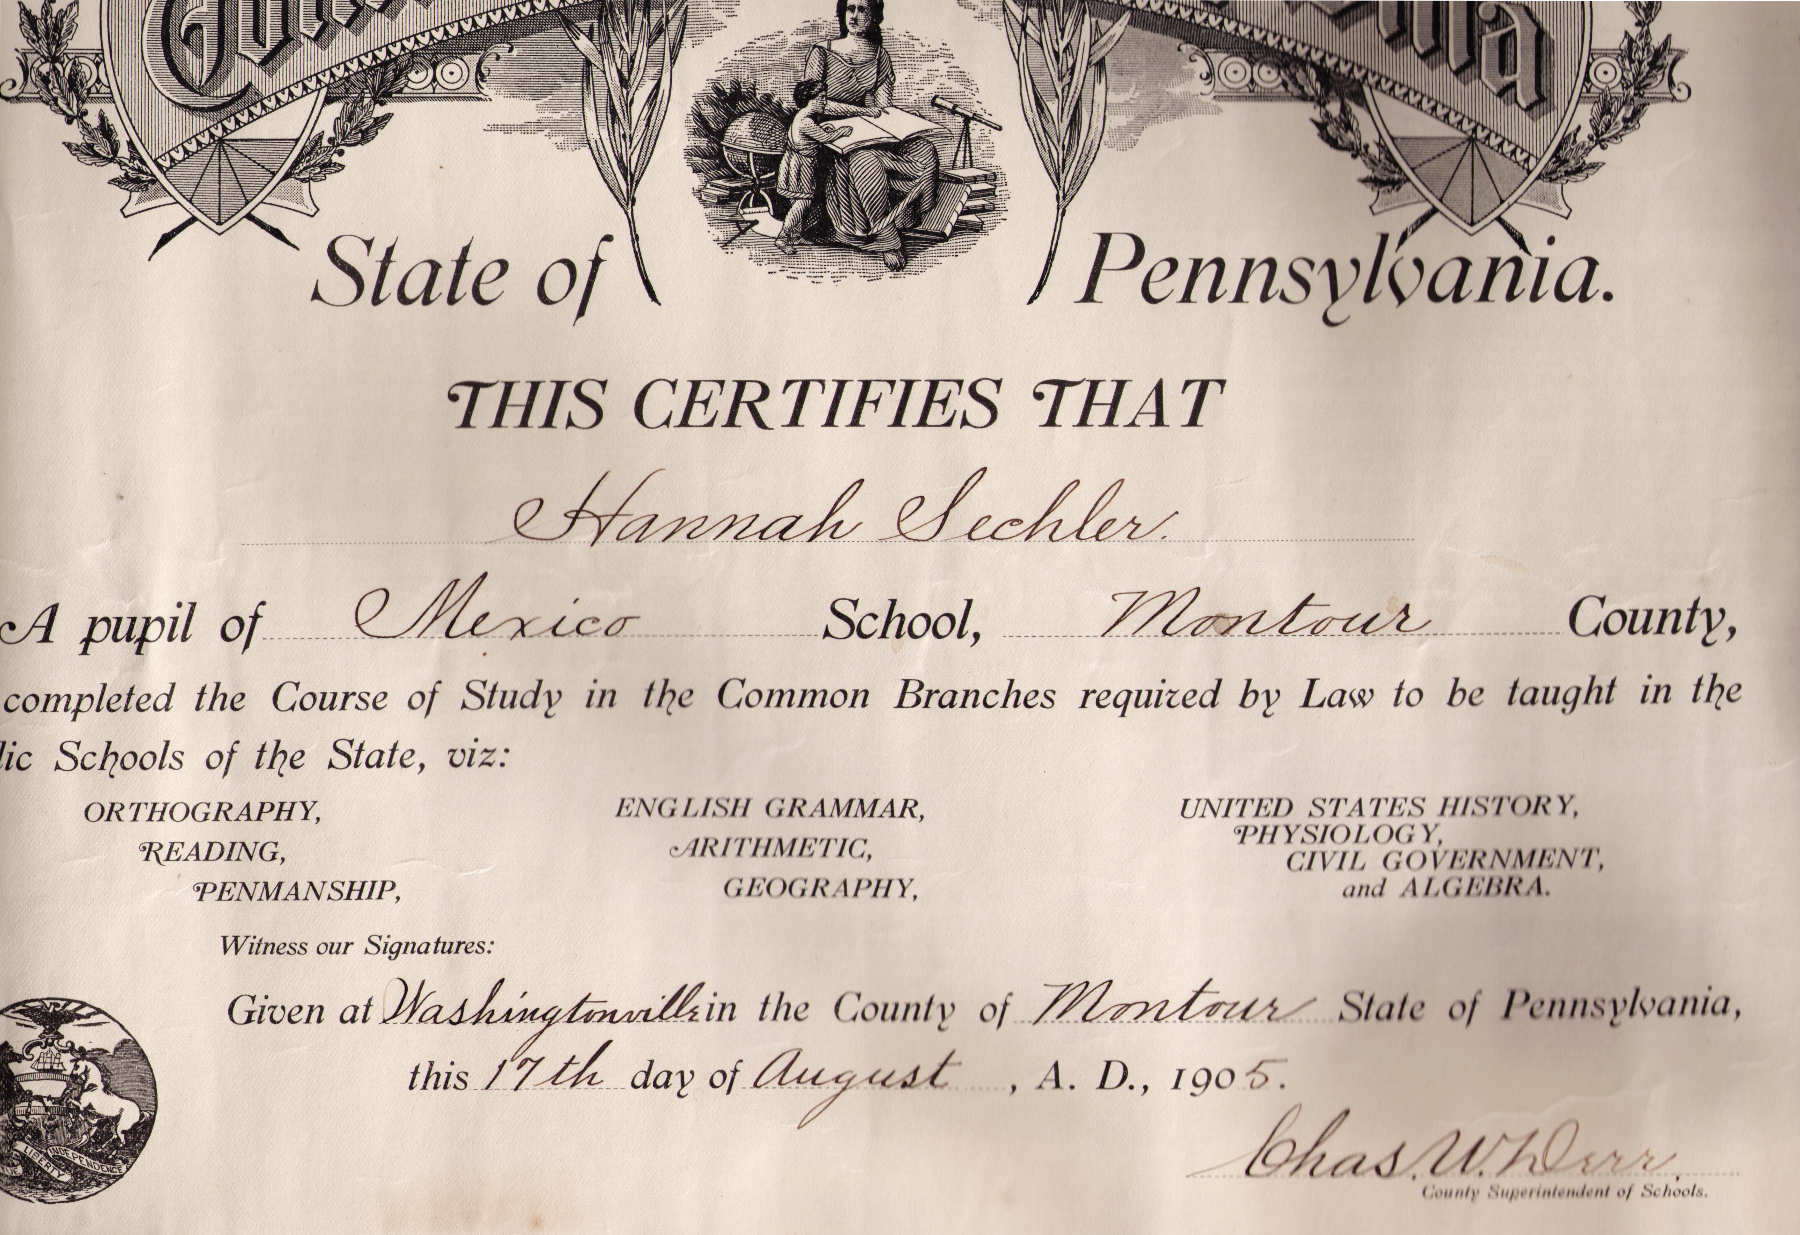 State of Pennsylvania.
THIS CERTIFIES THAT
Hannah Sechler.
A pupil of Mexico School, Montour County,
completed the Course of Study in the Common Branches required by Law to be taught in the
lic Schools of the State, viz:
ORTHOGRAPHY, ENGLISH GRAMMAR, UNITED STATES HISTORY,
PHYSIOLOGY,
READING, ARITHMETIC, CIVIL GOVERNMENT,
PENMANSHIP, GEOGRAPHY, and ALGEBRA.
Witness our Signatures:
Given at Washingtonville in the County of Montour State of Pennsylvania,
this 17th day of August, A. D., 1905.
LIBERTY INDEPENDENCE
Chas. W. Derr.
County Superintendent of Schools.